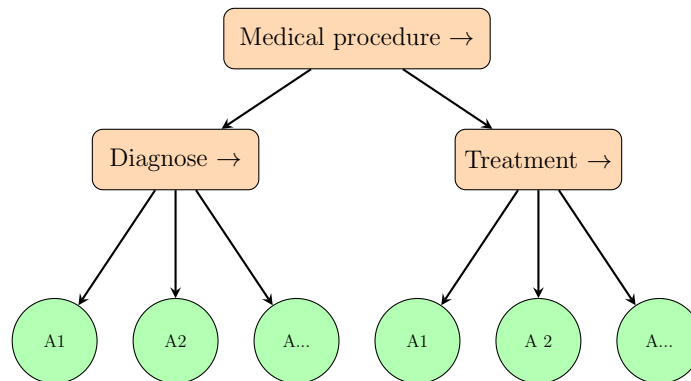 Medical procedure →
Diagnose →
Treatment →
A1
A2
A...
A1
A 2
A...